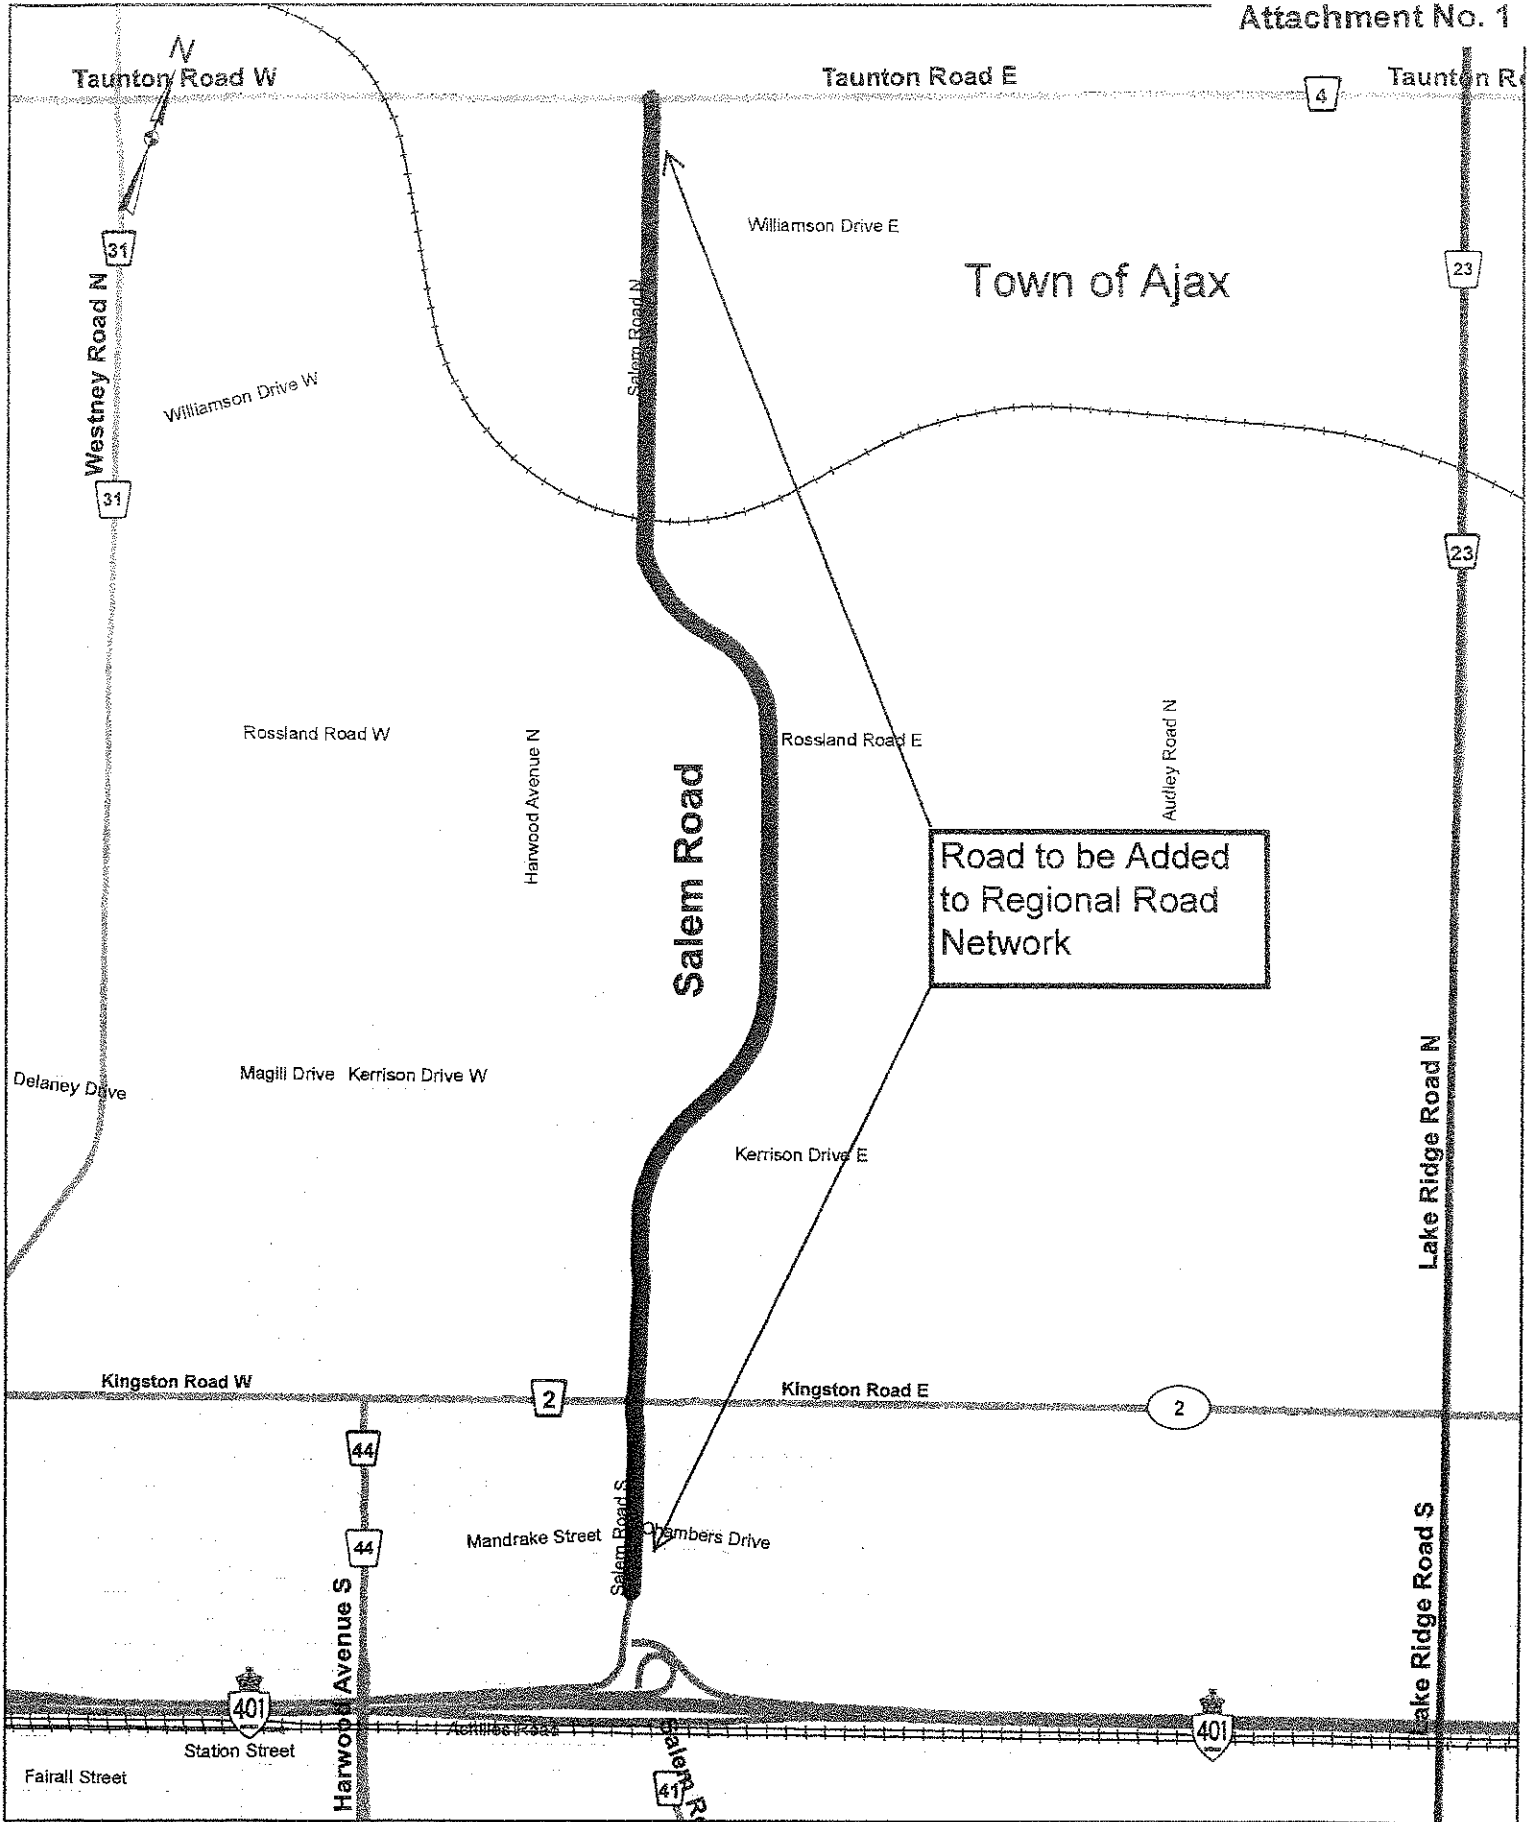 Attachment No. 1
N
Taunton Road W
Taunton Road E
4
Taunton R
31
Williamson Drive E
Town of Ajax
23
Westney Road N
Salem Road N
Williamson Drive W
31
23
Rossland Road W
Harwood Avenue N
Salem Road
Rossland Road E
Audley Road N
Road to be Added
to Regional Road
Network
Delaney Drive
Magill Drive
Kerrison Drive W
Kerrison Drive E
Lake Ridge Road N
Kingston Road W
2
Kingston Road E
2
44
44
Mandrake Street
Salem Road S
Chambers Drive
Harwood Avenue S
Lake Ridge Road S
401
Achilles Road
401
Station Street
Fairall Street
41
Salem R